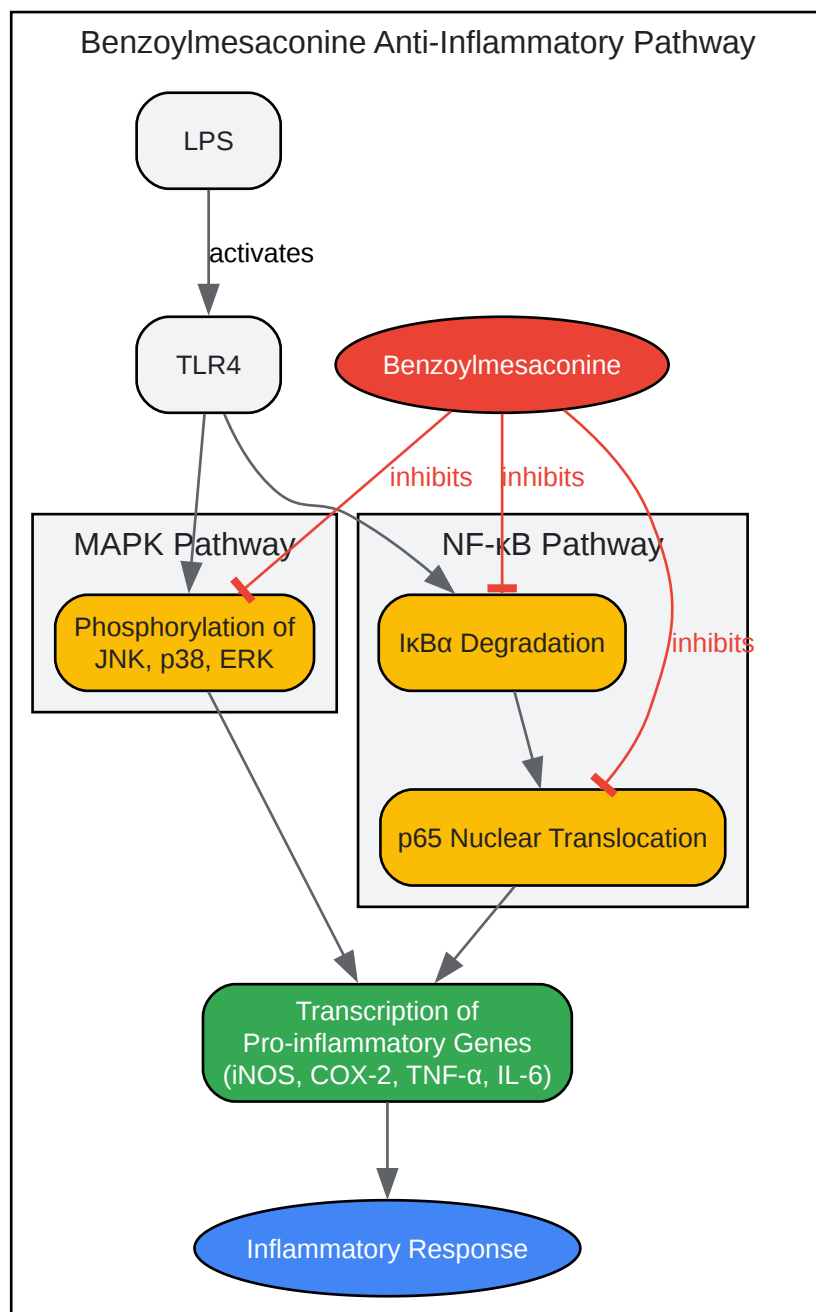 Benzoylmesaconine Anti-Inflammatory Pathway
LPS
activates
TLR4
Benzoylmesaconine
inhibits
inhibits
MAPK Pathway
NF-κB Pathway
Phosphorylation of
JNK, p38, ERK
IκBα Degradation
inhibits
p65 Nuclear Translocation
Transcription of
Pro-inflammatory Genes
(iNOS, COX-2, TNF-α, IL-6)
Inflammatory Response